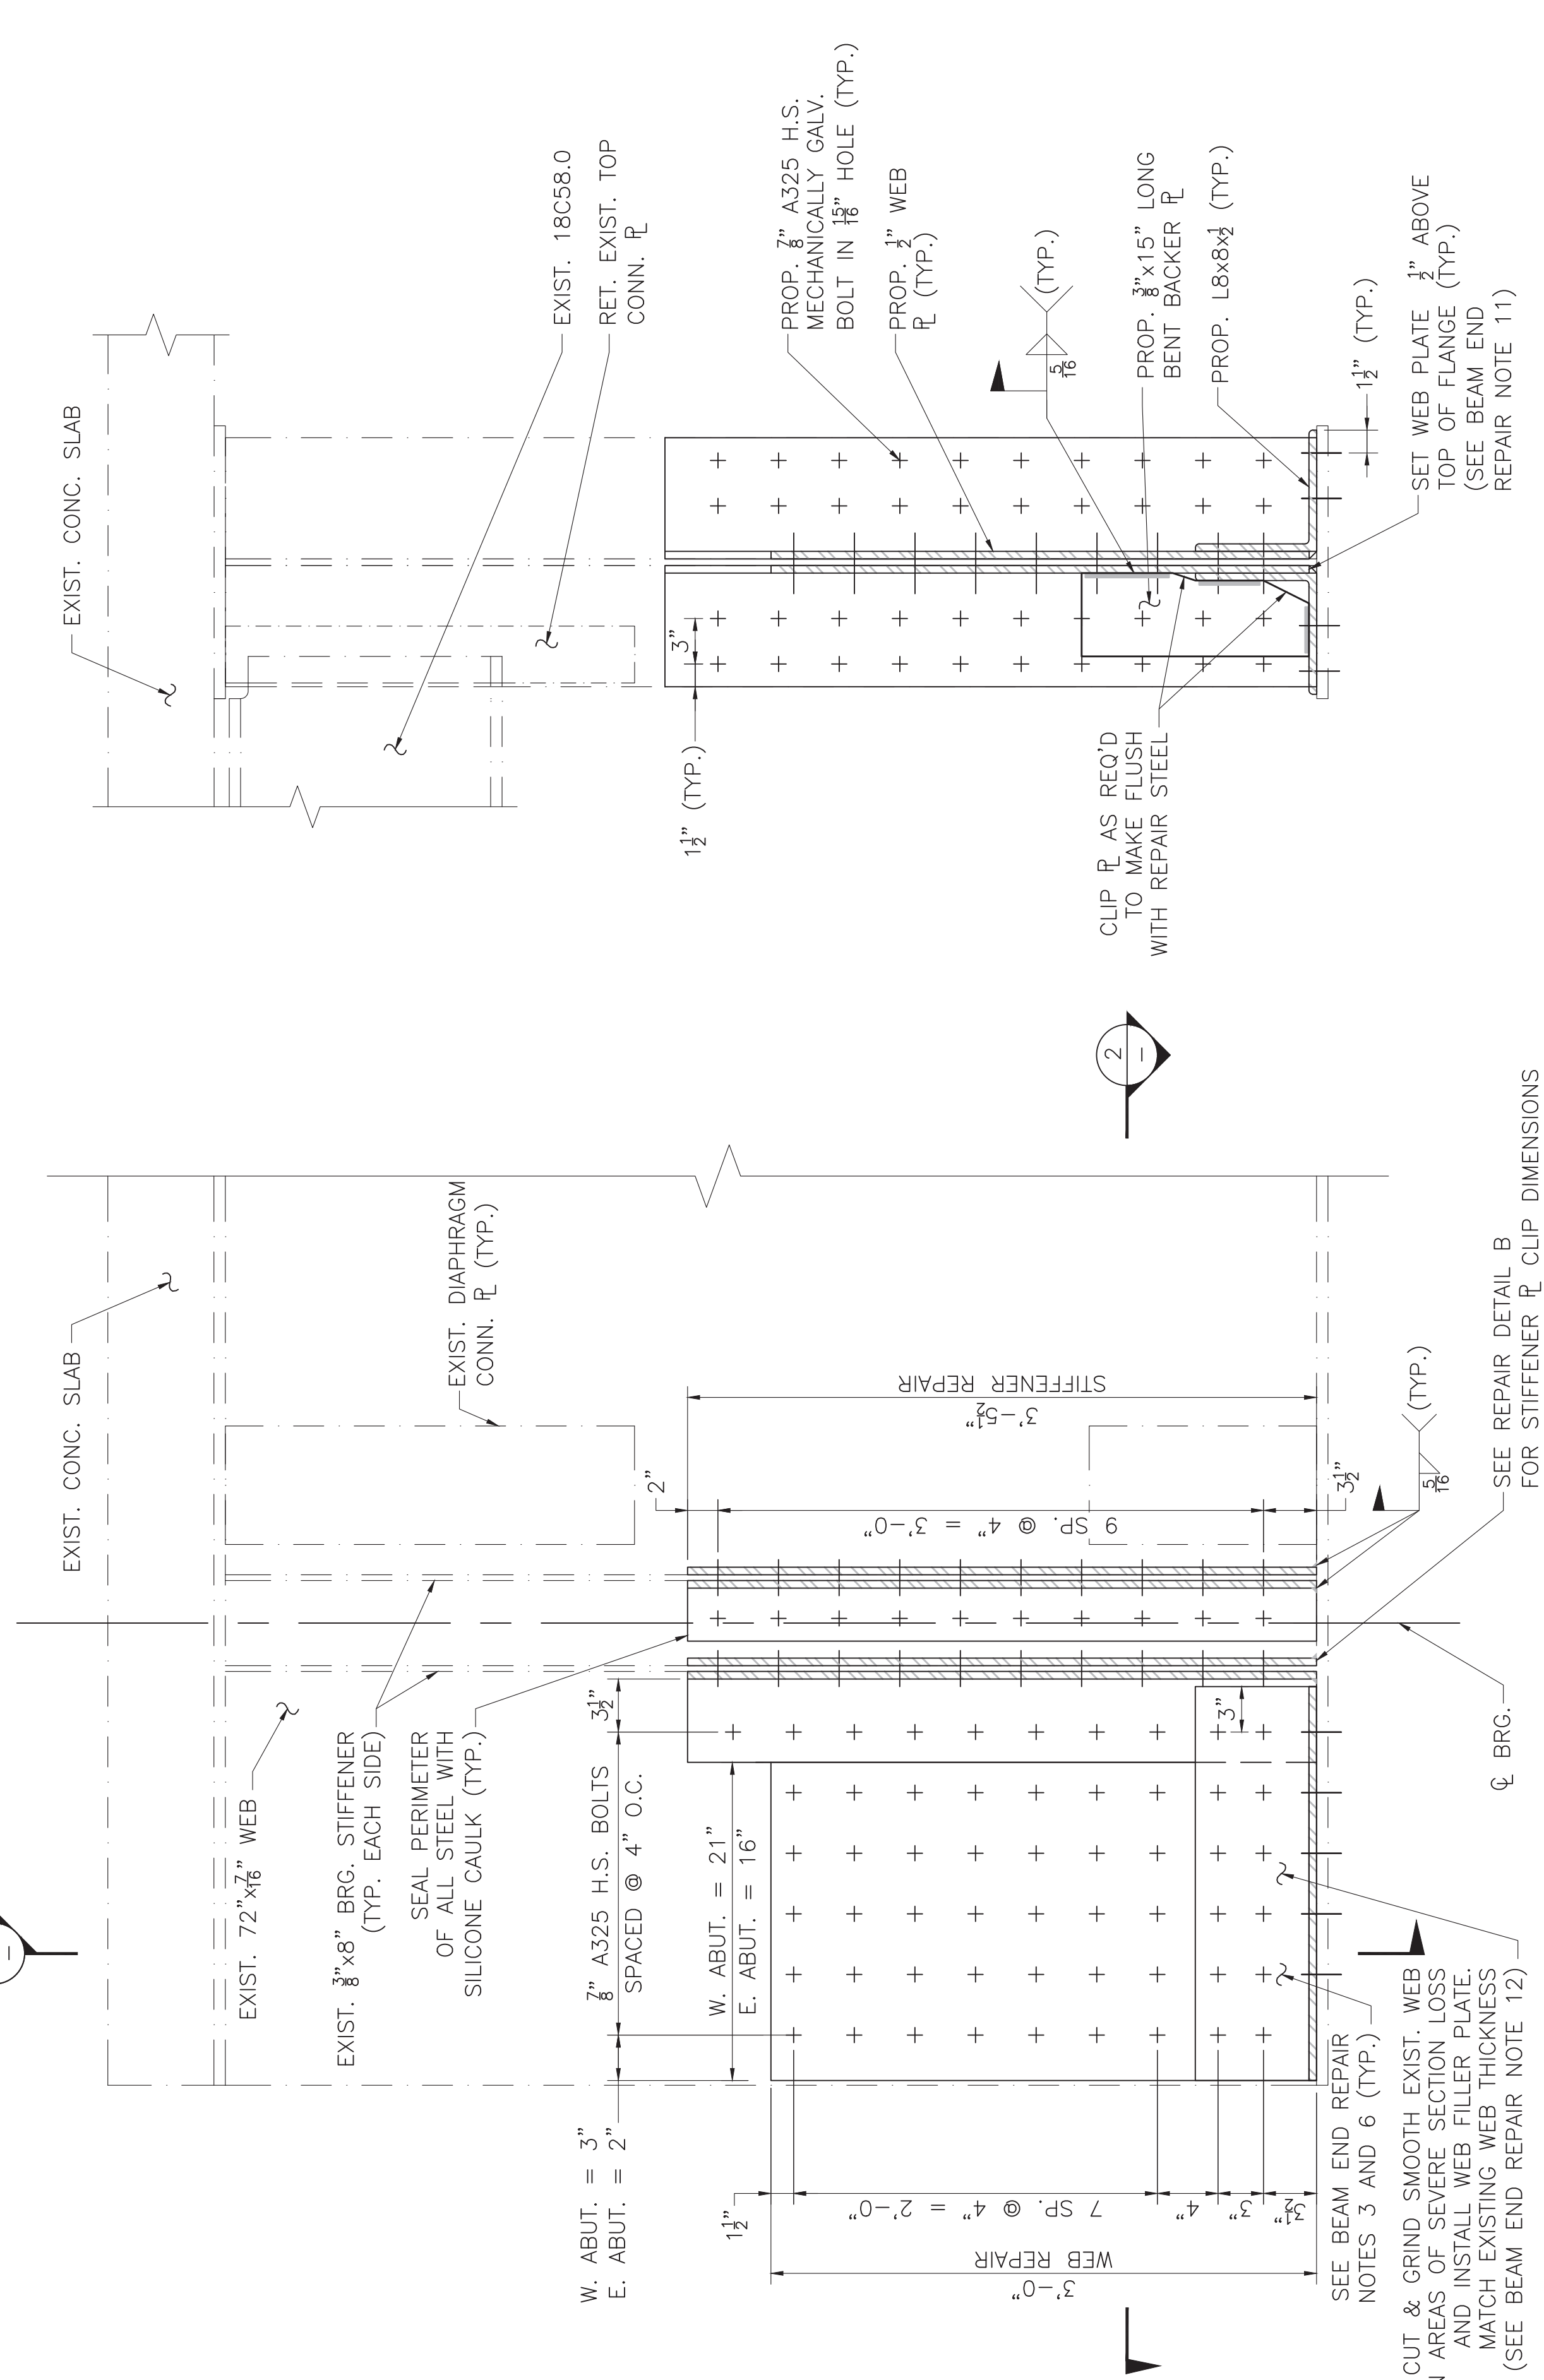 EXIST. CONC. SLAB
EXIST. 72"x7/16" WEB
EXIST. 3/8"x8" BRG. STIFFENER
(TYP. EACH SIDE)
SEAL PERIMETER
OF ALL STEEL WITH
SILICONE CAULK (TYP.)
EXIST. DIAPHRAGM
CONN. ℞ (TYP.)
7/8" A325 H.S. BOLTS
SPACED @ 4" O.C.
3 1/2"
W. ABUT. = 3"
E. ABUT. = 2"
W. ABUT. = 21"
E. ABUT. = 16"
1 1/2"
7 SP. @ 4" = 2'-0"
4"
3"
3 1/2"
3'-0"
WEB REPAIR
3"
2"
9 SP. @ 4" = 3'-0"
3 1/2"
3'-5 1/2"
STIFFENER REPAIR
5/16
(TYP.)
SEE REPAIR DETAIL B
FOR STIFFENER ℙL CLIP DIMENSIONS
℄ BRG.
SEE BEAM END REPAIR
NOTES 3 AND 6 (TYP.)
CUT & GRIND SMOOTH EXIST. WEB
AREAS OF SEVERE SECTION LOSS
AND INSTALL WEB FILLER PLATE.
MATCH EXISTING WEB THICKNESS
(SEE BEAM END REPAIR NOTE 12)
2
–
EXIST. CONC. SLAB
EXIST. 18C58.0
RET. EXIST. TOP
CONN. PL
PROP. 7/8" A325 H.S.
MECHANICALLY GALV.
BOLT IN 15/16" HOLE (TYP.)
PROP. 1/2" WEB
PL (TYP.)
5/16
(TYP.)
PROP. 3/8"x15" LONG
BENT BACKER PL
PROP. L8x8x1/2 (TYP.)
1 1/2" (TYP.)
3"
1 1/2" (TYP.)
CLIP PL AS REQ'D
TO MAKE FLUSH
WITH REPAIR STEEL
SET WEB PLATE 1/2" ABOVE
TOP OF FLANGE (TYP.)
(SEE BEAM END
REPAIR NOTE 11)